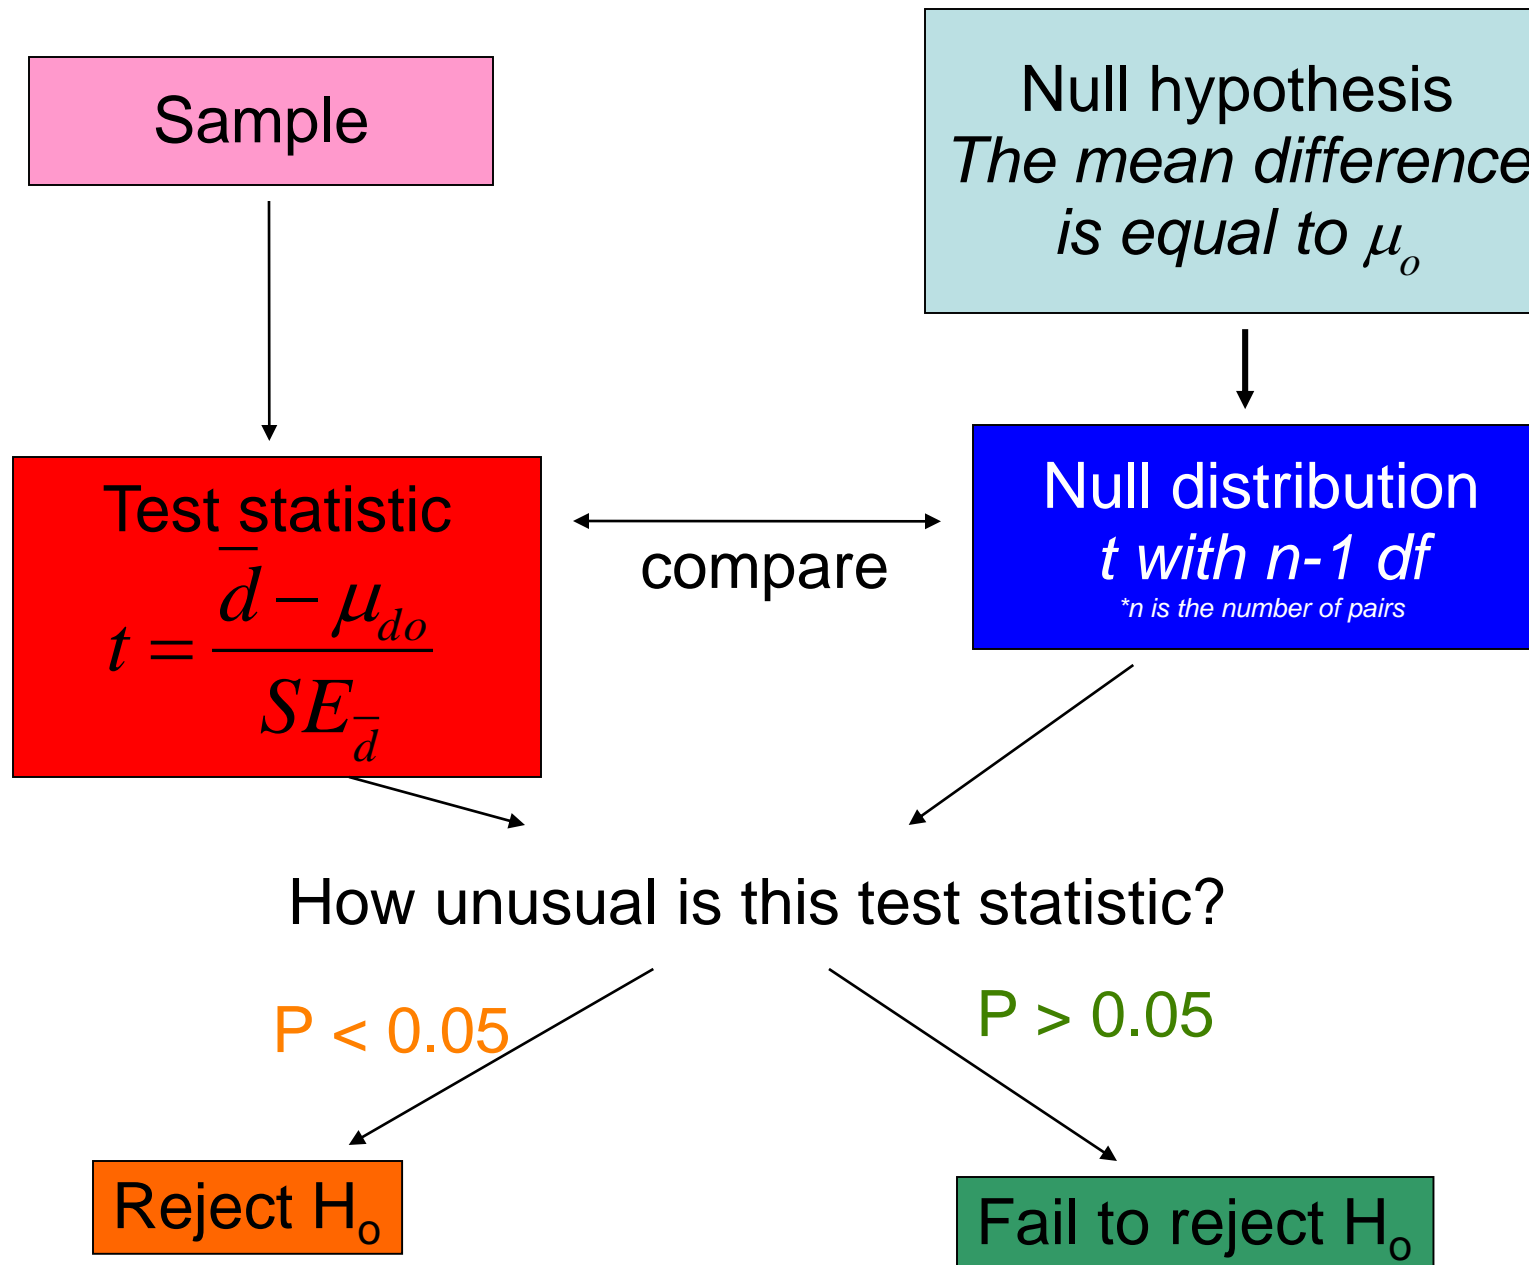 Sample
Null hypothesis
The mean difference
is equal to μₒ
Test statistic
t = (d̅ − μ_do) / SE_d̅
compare
Null distribution
t with n-1 df
*n is the number of pairs
How unusual is this test statistic?
P < 0.05
P > 0.05
Reject Hₒ
Fail to reject Hₒ